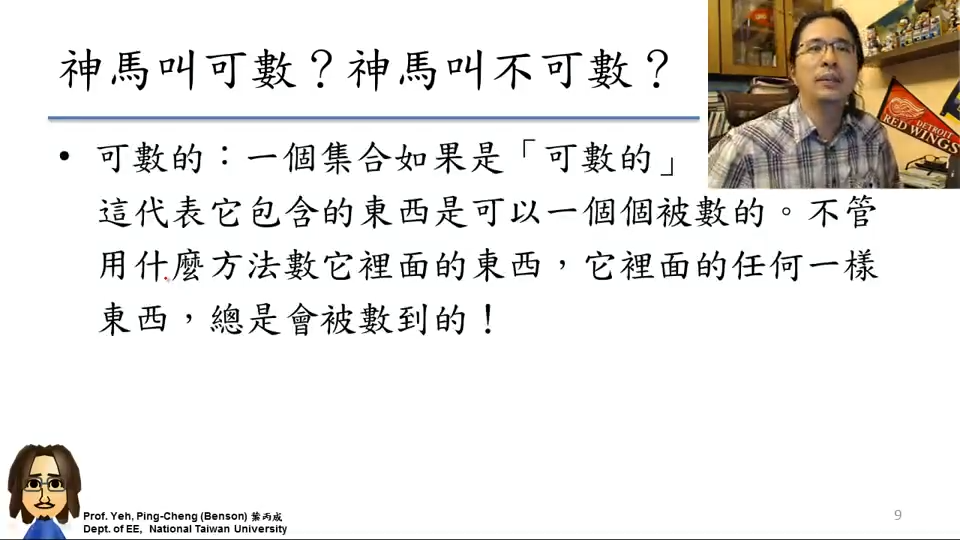 神馬叫可數？神馬叫不可數？
• 可數的：一個集合如果是「可數的」
這代表它包含的東西是可以一個個被數的。不管
用什麼方法數它裡面的東西，它裡面的任何一樣
東西，總是會被數到的！
DETROIT
RED WINGS
Prof. Yeh, Ping-Cheng (Benson) 葉丙成
Dept. of EE, National Taiwan University
9